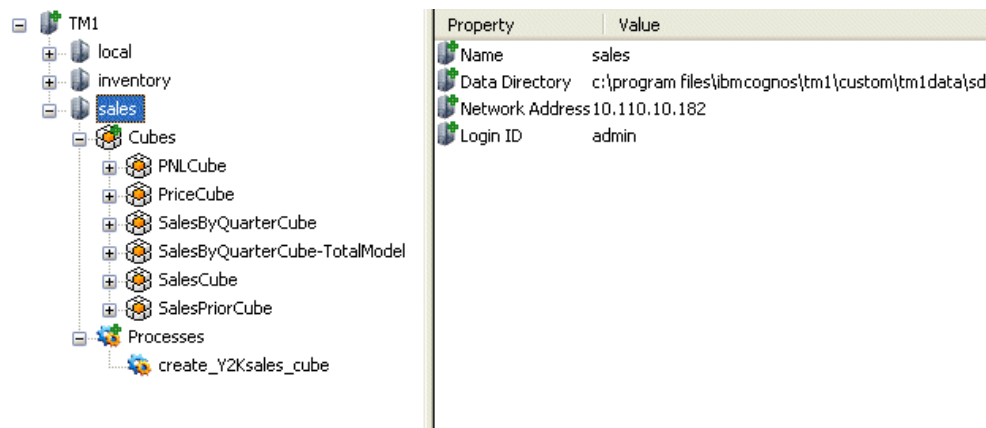 TM1
local
inventory
sales
Cubes
PNLCube
PriceCube
SalesByQuarterCube
SalesByQuarterCube-TotalModel
SalesCube
SalesPriorCube
Processes
create_Y2Ksales_cube
Property Value
Name sales
Data Directory c:\program files\ibmcognos\tm1\custom\tm1data\sd
Network Address 10.110.10.182
Login ID admin